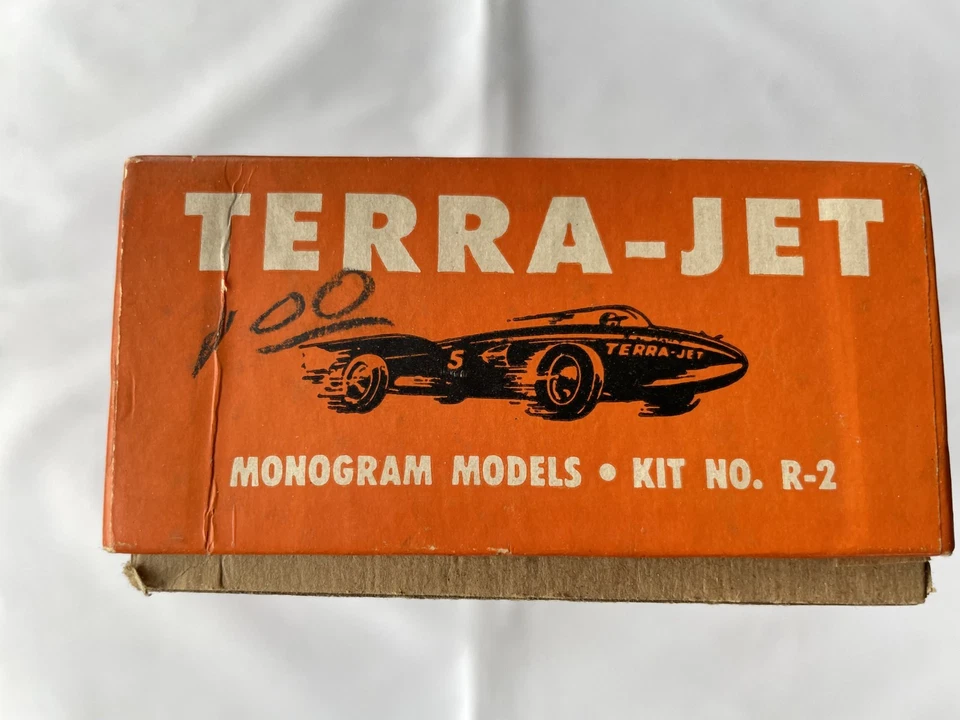 TERRA-JET
1.00
5
TERRA-JET
MONOGRAM MODELS • KIT NO. R-2